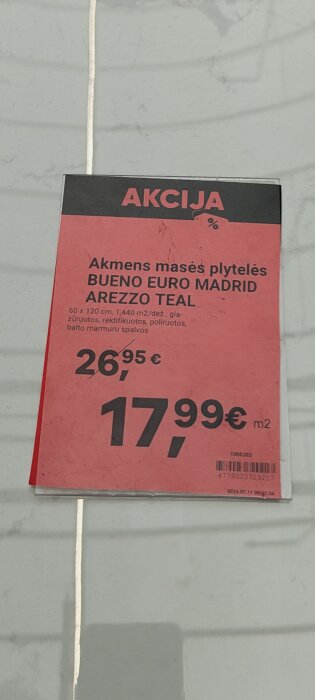 AKCIJA
%
Akmens masės plytelės
BUENO EURO MADRID
AREZZO TEAL
60 x 120 cm, 1,440 m2/dėž., gla-
zūruotos, rektifikuotos, poliruotos,
balto marmuro spalvos
26,95 €
17,99€ m2